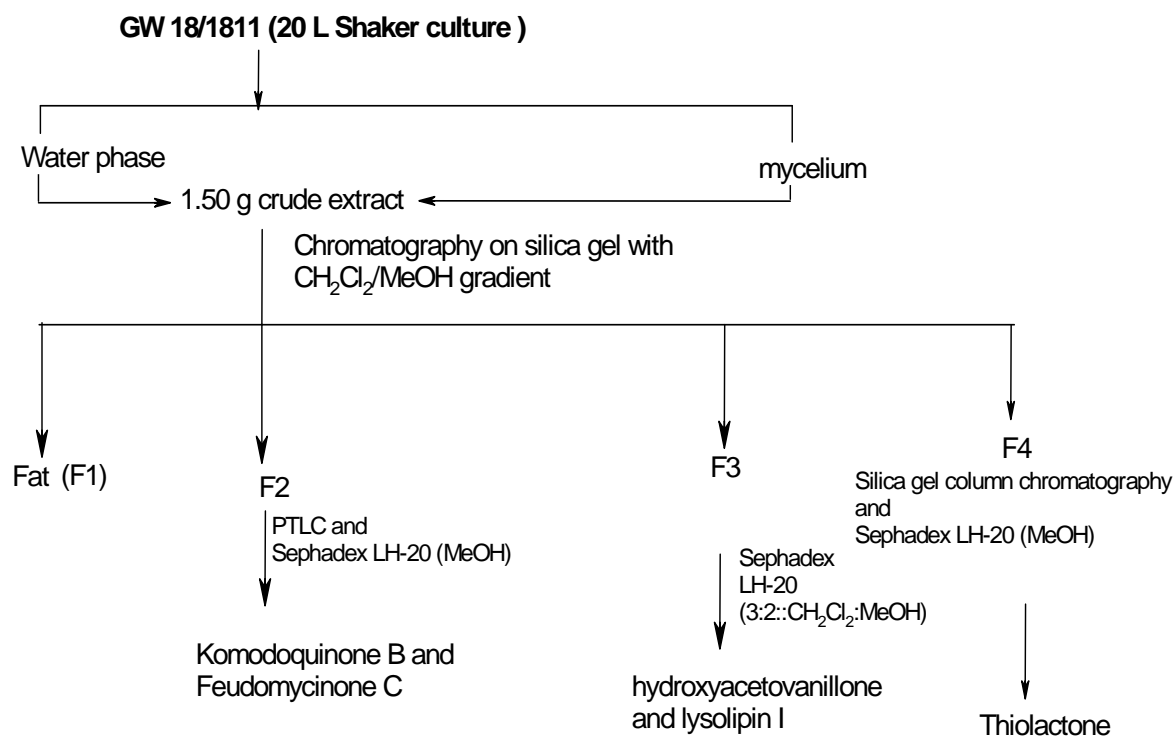 GW 18/1811 (20 L Shaker culture )
Water phase
mycelium
1.50 g crude extract
Chromatography on silica gel with
CH₂Cl₂/MeOH gradient
Fat (F1)
F2
PTLC and
Sephadex LH-20 (MeOH)
Komodoquinone B and
Feudomycinone C
F3
Sephadex
LH-20
(3:2::CH₂Cl₂:MeOH)
hydroxyacetovanillone
and lysolipin I
F4
Silica gel column chromatography
and
Sephadex LH-20 (MeOH)
Thiolactone